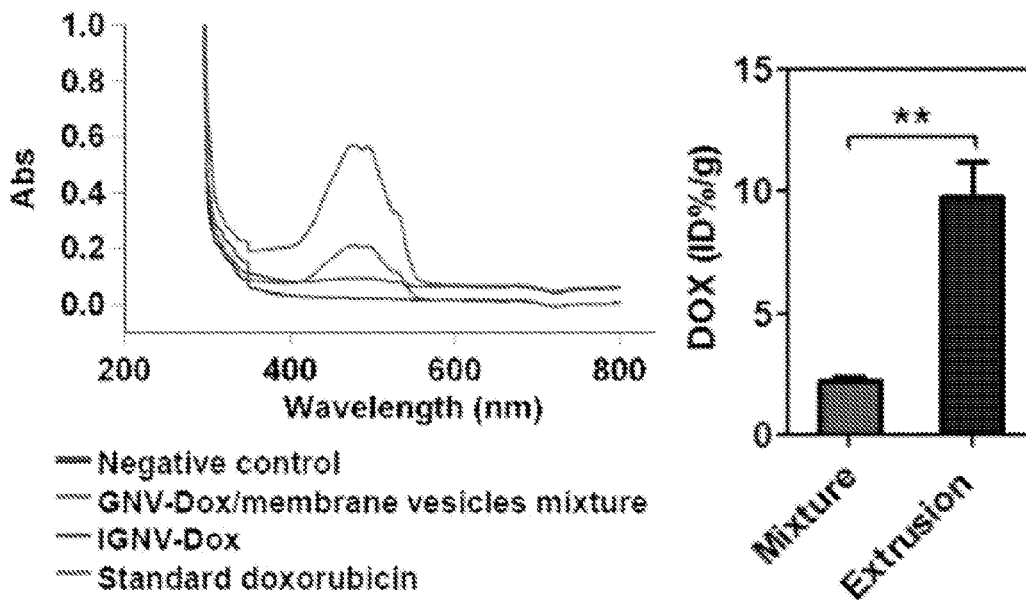 1.0
0.8
0.6
0.4
0.2
0.0
Abs
200 400 600 800
Wavelength (nm)
Negative control
GNV-Dox/membrane vesicles mixture
IGNV-Dox
Standard doxorubicin
15
10
5
0
DOX (ID%/g)
**
Mixture
Extrusion